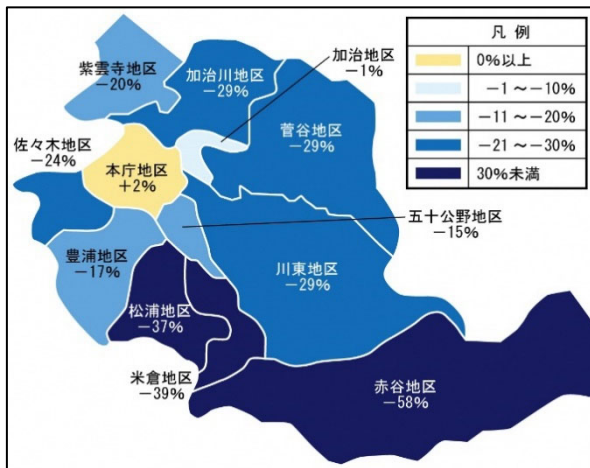 凡 例
0%以上
－1 ～－10%
－11 ～－20%
－21 ～－30%
30%未満
紫雲寺地区
－20%
加治川地区
－29%
加治地区
－1%
菅谷地区
－29%
佐々木地区
－24%
本庁地区
+2%
五十公野地区
－15%
豊浦地区
－17%
川東地区
－29%
松浦地区
－37%
米倉地区
－39%
赤谷地区
－58%